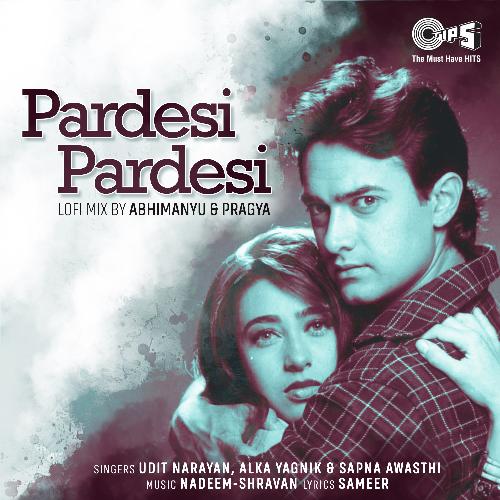 TIPS
The Must Have HITS
Pardesi
Pardesi
LOFI MIX BY ABHIMANYU & PRAGYA
SINGERS UDIT NARAYAN, ALKA YAGNIK & SAPNA AWASTHI
MUSIC NADEEM-SHRAVAN LYRICS SAMEER